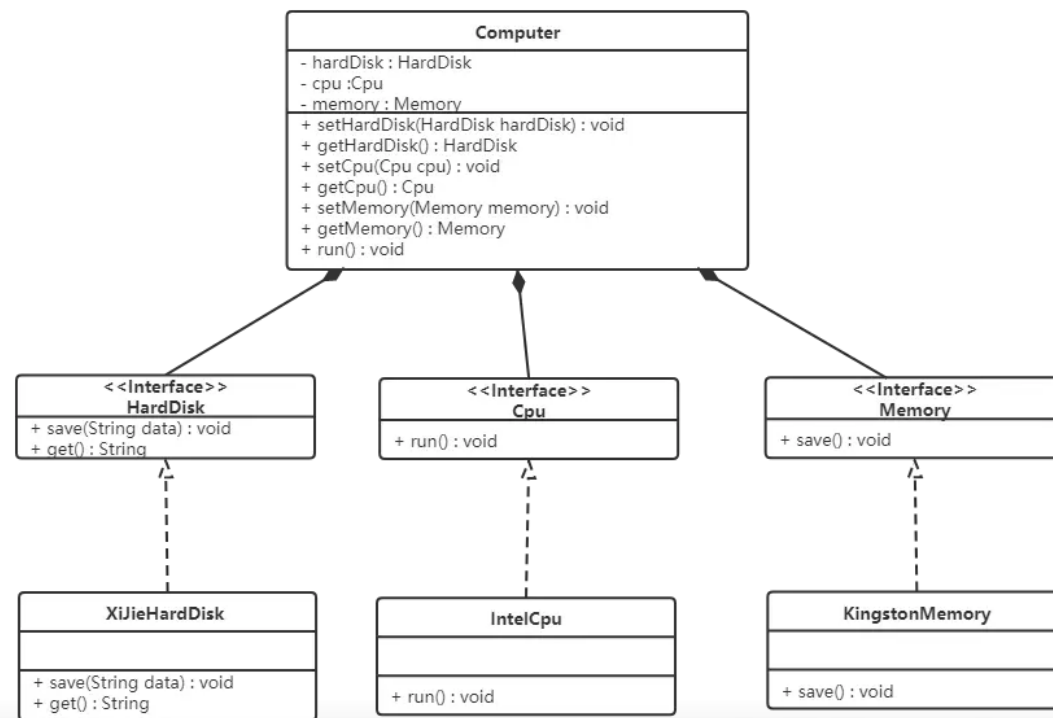 Computer
- hardDisk : HardDisk
- cpu :Cpu
- memory : Memory
+ setHardDisk(HardDisk hardDisk) : void
+ getHardDisk() : HardDisk
+ setCpu(Cpu cpu) : void
+ getCpu() : Cpu
+ setMemory(Memory memory) : void
+ getMemory() : Memory
+ run() : void
<<Interface>>
HardDisk
+ save(String data) : void
+ get() : String
<<Interface>>
Cpu
+ run() : void
<<Interface>>
Memory
+ save() : void
XiJieHardDisk
+ save(String data) : void
+ get() : String
IntelCpu
+ run() : void
KingstonMemory
+ save() : void